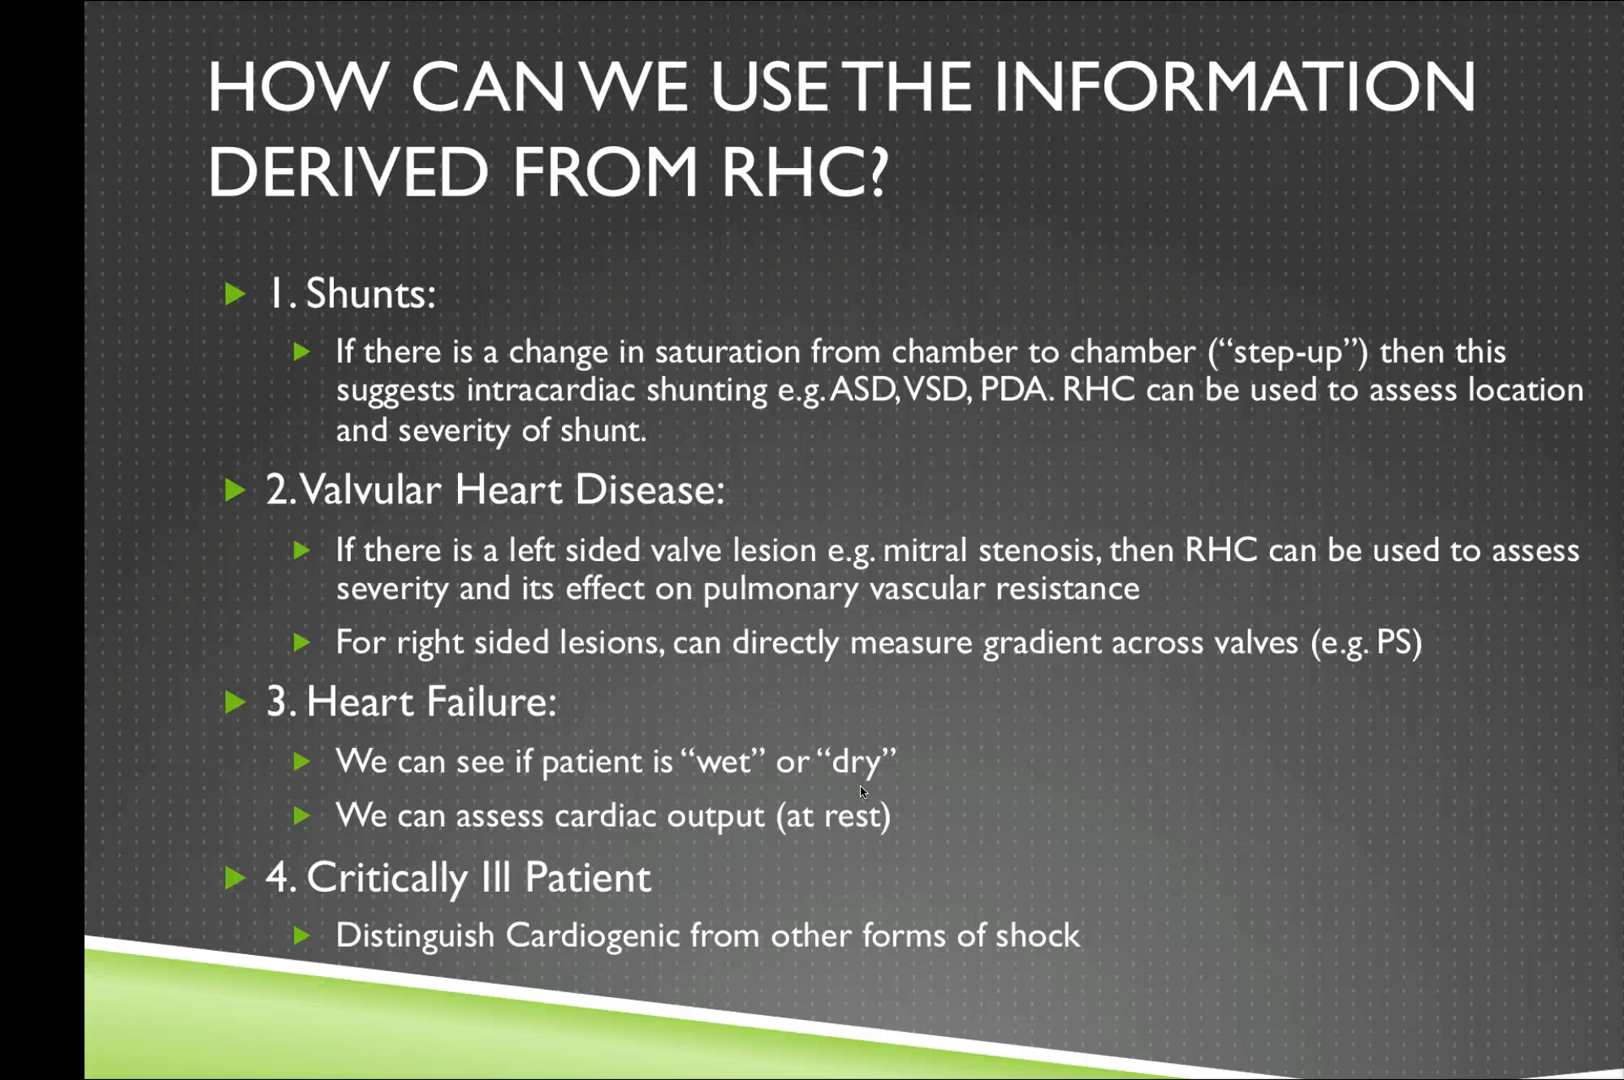 HOW CAN WE USE THE INFORMATION
DERIVED FROM RHC?
1. Shunts:
If there is a change in saturation from chamber to chamber (“step-up”) then this
suggests intracardiac shunting e.g. ASD, VSD, PDA. RHC can be used to assess location
and severity of shunt.
2. Valvular Heart Disease:
If there is a left sided valve lesion e.g. mitral stenosis, then RHC can be used to assess
severity and its effect on pulmonary vascular resistance
For right sided lesions, can directly measure gradient across valves (e.g. PS)
3. Heart Failure:
We can see if patient is “wet” or “dry”
We can assess cardiac output (at rest)
4. Critically Ill Patient
Distinguish Cardiogenic from other forms of shock